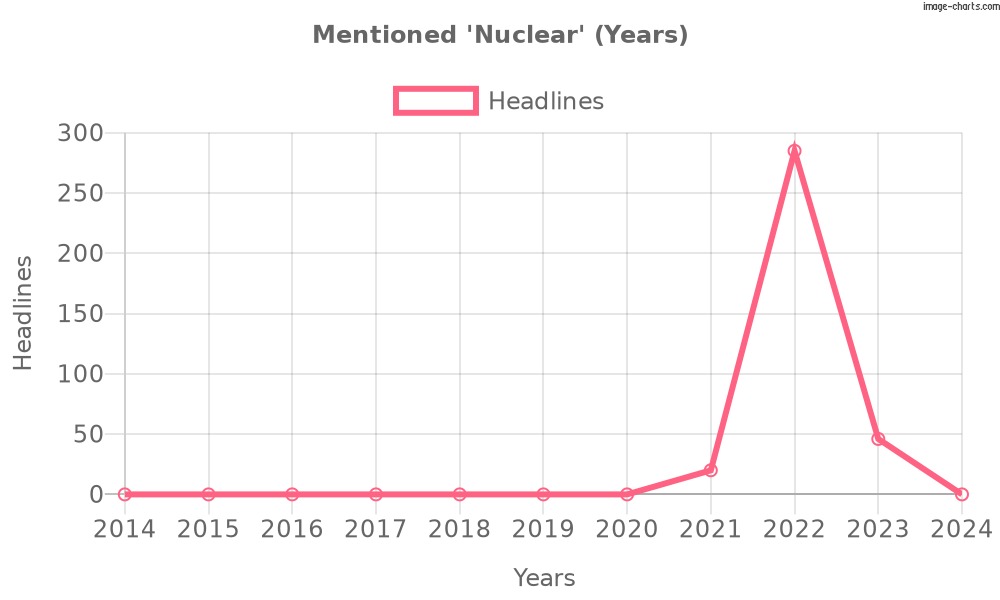 image-charts.com
Mentioned 'Nuclear' (Years)
Headlines
300
250
200
150
100
50
0
Headlines
2014 2015 2016 2017 2018 2019 2020 2021 2022 2023 2024
Years